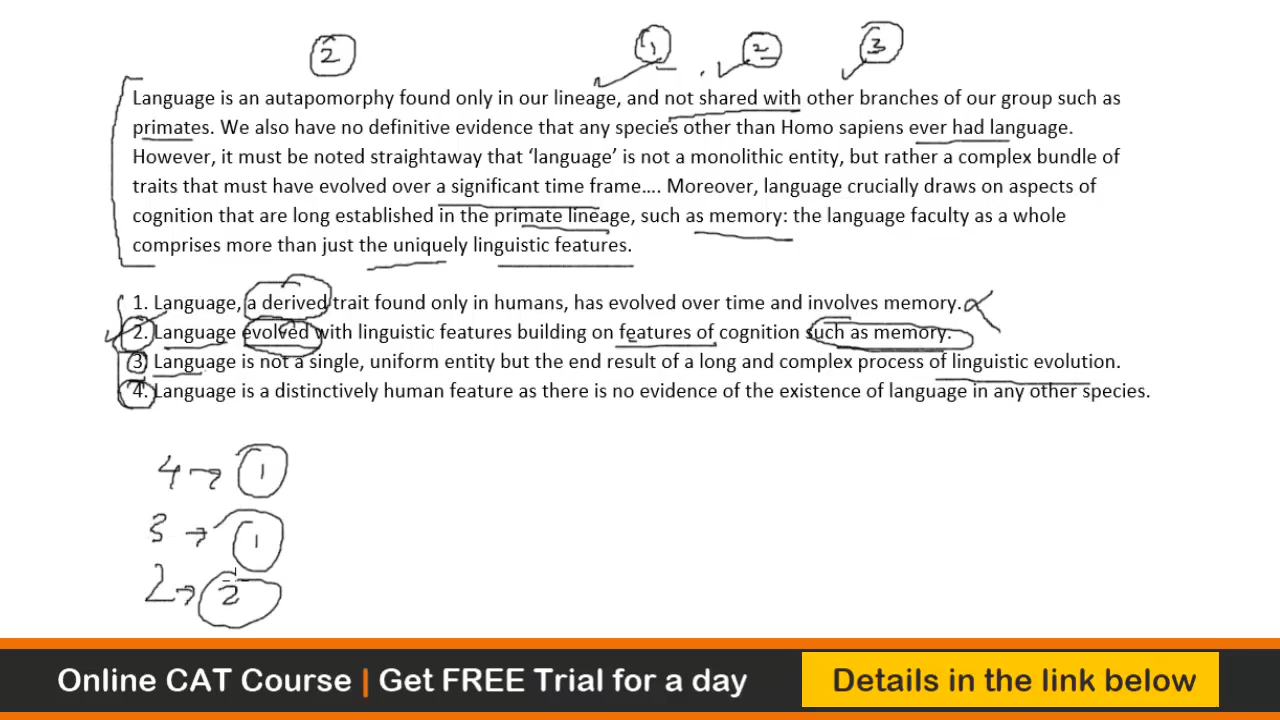 2 1 2 3
Language is an autapomorphy found only in our lineage, and not shared with other branches of our group such as
primates. We also have no definitive evidence that any species other than Homo sapiens ever had language.
However, it must be noted straightaway that ‘language’ is not a monolithic entity, but rather a complex bundle of
traits that must have evolved over a significant time frame…. Moreover, language crucially draws on aspects of
cognition that are long established in the primate lineage, such as memory: the language faculty as a whole
comprises more than just the uniquely linguistic features.
1. Language, a derived trait found only in humans, has evolved over time and involves memory.
2. Language evolved with linguistic features building on features of cognition such as memory.
3. Language is not a single, uniform entity but the end result of a long and complex process of linguistic evolution.
4. Language is a distinctively human feature as there is no evidence of the existence of language in any other species.
4 → 1
3 → 1
2 → 2
Online CAT Course | Get FREE Trial for a day
Details in the link below